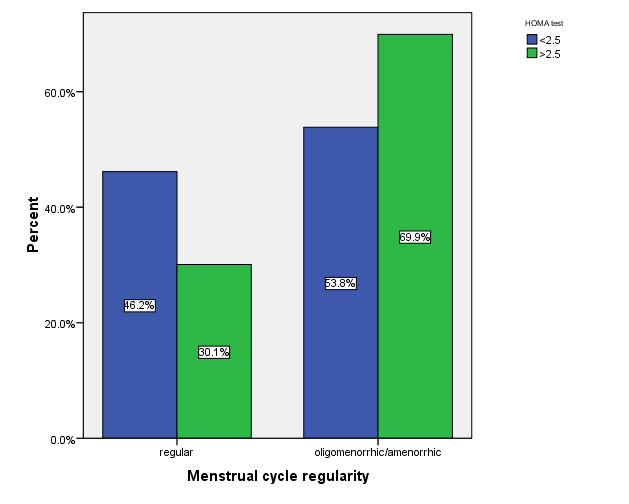 HOMA test
<2.5
>2.5
Percent
60.0%
40.0%
20.0%
0.0%
46.2%
30.1%
53.8%
69.9%
regular
oligomenorrhic/amenorrhic
Menstrual cycle regularity